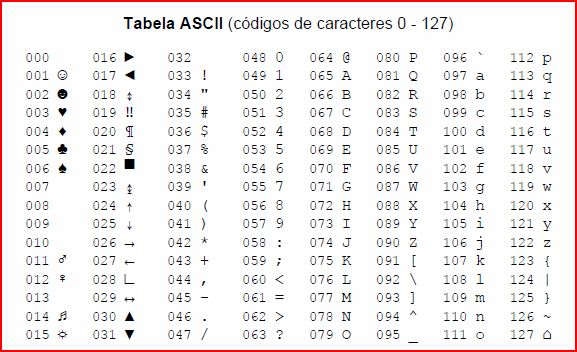 Tabela ASCII (códigos de caracteres 0 - 127)
000 016 ► 032 048 0 064 @ 080 P 096 ` 112 p
001 ☺ 017 ◄ 033 ! 049 1 065 A 081 Q 097 a 113 q
002 ☻ 018 ↕ 034 " 050 2 066 B 082 R 098 b 114 r
003 ♥ 019 ‼ 035 # 051 3 067 C 083 S 099 c 115 s
004 ♦ 020 ¶ 036 $ 052 4 068 D 084 T 100 d 116 t
005 ♣ 021 § 037 % 053 5 069 E 085 U 101 e 117 u
006 ♠ 022 ■ 038 & 054 6 070 F 086 V 102 f 118 v
007 023 ↨ 039 ' 055 7 071 G 087 W 103 g 119 w
008 024 ↑ 040 ( 056 8 072 H 088 X 104 h 120 x
009 025 ↓ 041 ) 057 9 073 I 089 Y 105 i 121 y
010 026 → 042 * 058 : 074 J 090 Z 106 j 122 z
011 ♂ 027 ← 043 + 059 ; 075 K 091 [ 107 k 123 {
012 ♀ 028 ∟ 044 , 060 < 076 L 092 \ 108 l 124 |
013 029 ↔ 045 - 061 = 077 M 093 ] 109 m 125 }
014 ♬ 030 ▲ 046 . 062 > 078 N 094 ^ 110 n 126 ~
015 ☼ 031 ▼ 047 / 063 ? 079 O 095 _ 111 o 127 ⌂